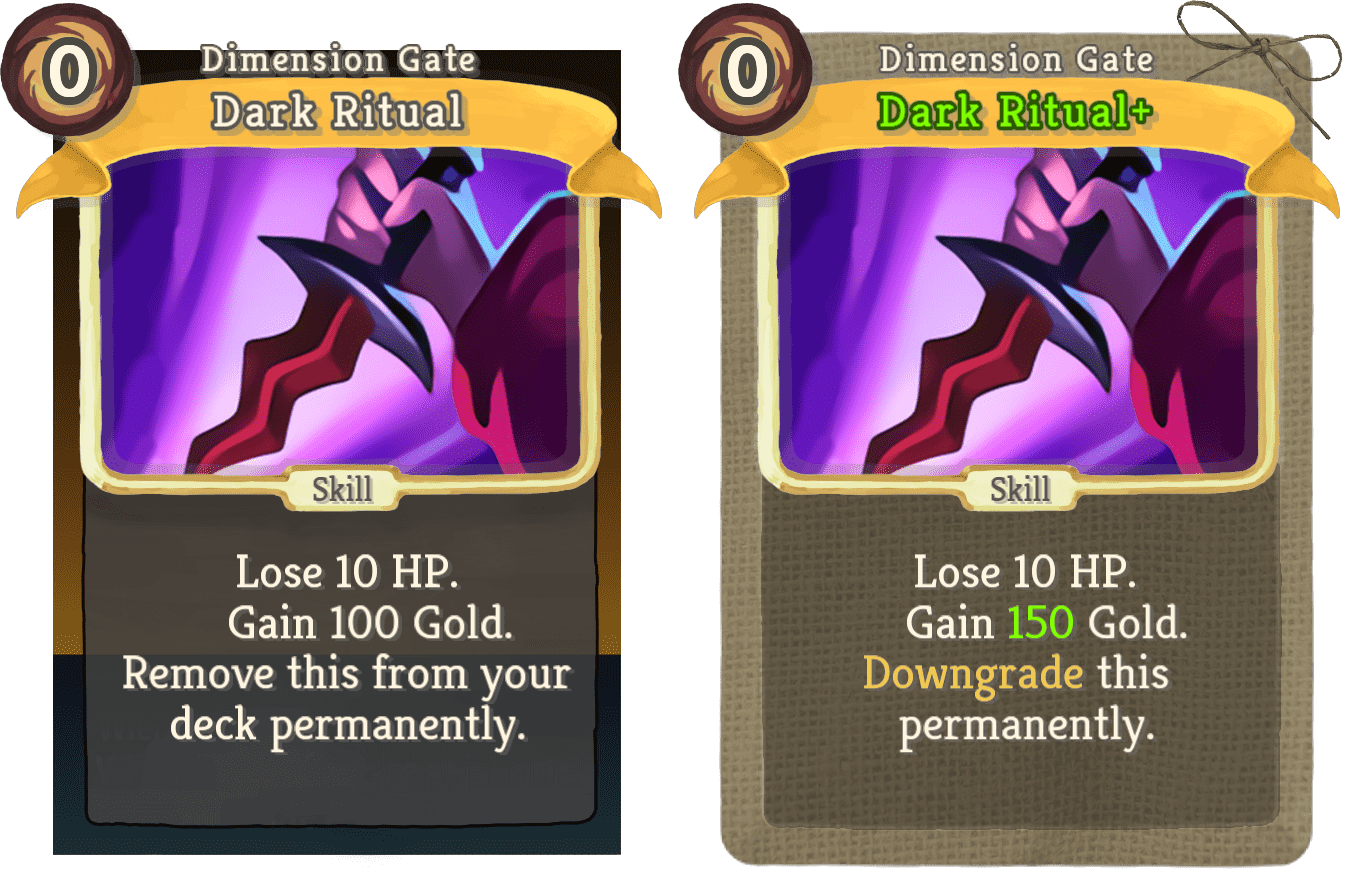 0
Dimension Gate
Dark Ritual
Skill
Lose 10 HP.
Gain 100 Gold.
Remove this from your
deck permanently.
0
Dimension Gate
Dark Ritual+
Skill
Lose 10 HP.
Gain 150 Gold.
Downgrade this
permanently.